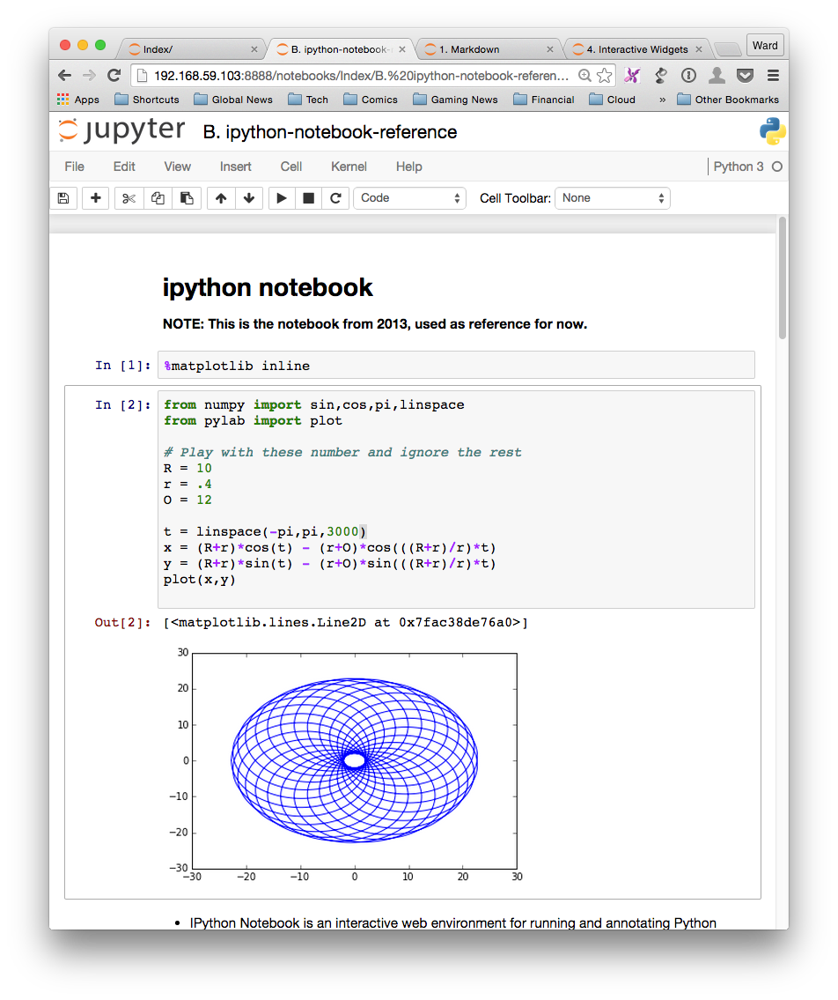 Index/
B. ipython-notebook-
1. Markdown
4. Interactive Widgets
Ward
192.168.59.103:8888/notebooks/Index/B.%20ipython-notebook-referen...
Apps
Shortcuts
Global News
Tech
Comics
Gaming News
Financial
Cloud
»
Other Bookmarks
jupyter
B. ipython-notebook-reference
File Edit View Insert Cell Kernel Help
Python 3
Code
Cell Toolbar:
None
ipython notebook
NOTE: This is the notebook from 2013, used as reference for now.
In [1]: %matplotlib inline
In [2]: from numpy import sin,cos,pi,linspace
from pylab import plot
# Play with these number and ignore the rest
R = 10
r = .4
O = 12
t = linspace(-pi,pi,3000)
x = (R+r)*cos(t) - (r+O)*cos(((R+r)/r)*t)
y = (R+r)*sin(t) - (r+O)*sin(((R+r)/r)*t)
plot(x,y)
Out[2]: [<matplotlib.lines.Line2D at 0x7fac38de76a0>]
30
20
10
0
−10
−20
−30
−30 −20 −10 0 10 20 30
• IPython Notebook is an interactive web environment for running and annotating Python